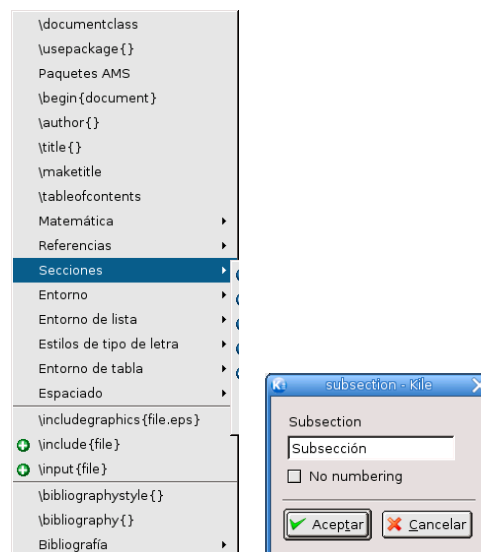 \documentclass
\usepackage{}
Paquetes AMS
\begin{document}
\author{}
\title{}
\maketitle
\tableofcontents
Matemática
Referencias
Secciones
Entorno
Entorno de lista
Estilos de tipo de letra
Entorno de tabla
Espaciado
\includegraphics{file.eps}
\include{file}
\input{file}
\bibliographystyle{}
\bibliography{}
Bibliografía
subsection - Kile
Subsection
Subsección
No numbering
Aceptar
Cancelar